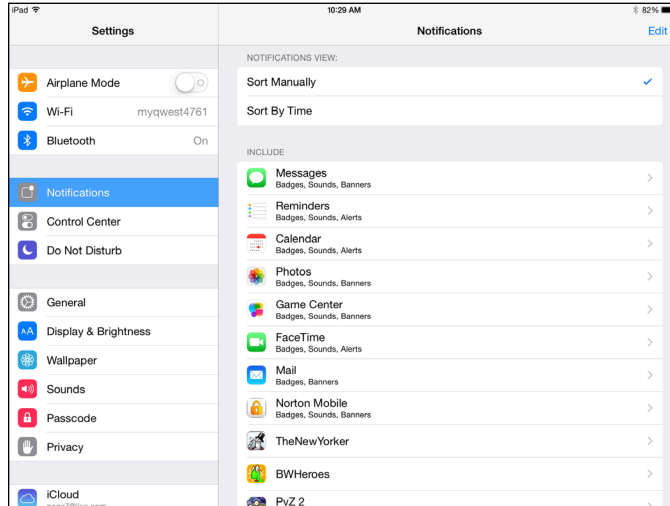 iPad 10:29 AM 82%
Settings
Notifications
Edit
Airplane Mode
Wi-Fi myqwest4761
Bluetooth On
Notifications
Control Center
Do Not Disturb
General
AA Display & Brightness
Wallpaper
Sounds
Passcode
Privacy
iCloud
NOTIFICATIONS VIEW:
Sort Manually
Sort By Time
INCLUDE
Messages
Badges, Sounds, Banners
Reminders
Badges, Sounds, Alerts
Calendar
Badges, Sounds, Alerts
Photos
Badges, Sounds, Banners
Game Center
Badges, Sounds, Banners
FaceTime
Badges, Sounds, Alerts
Mail
Badges, Banners
Norton Mobile
Badges, Sounds, Banners
TheNewYorker
BWHeroes
PvZ 2